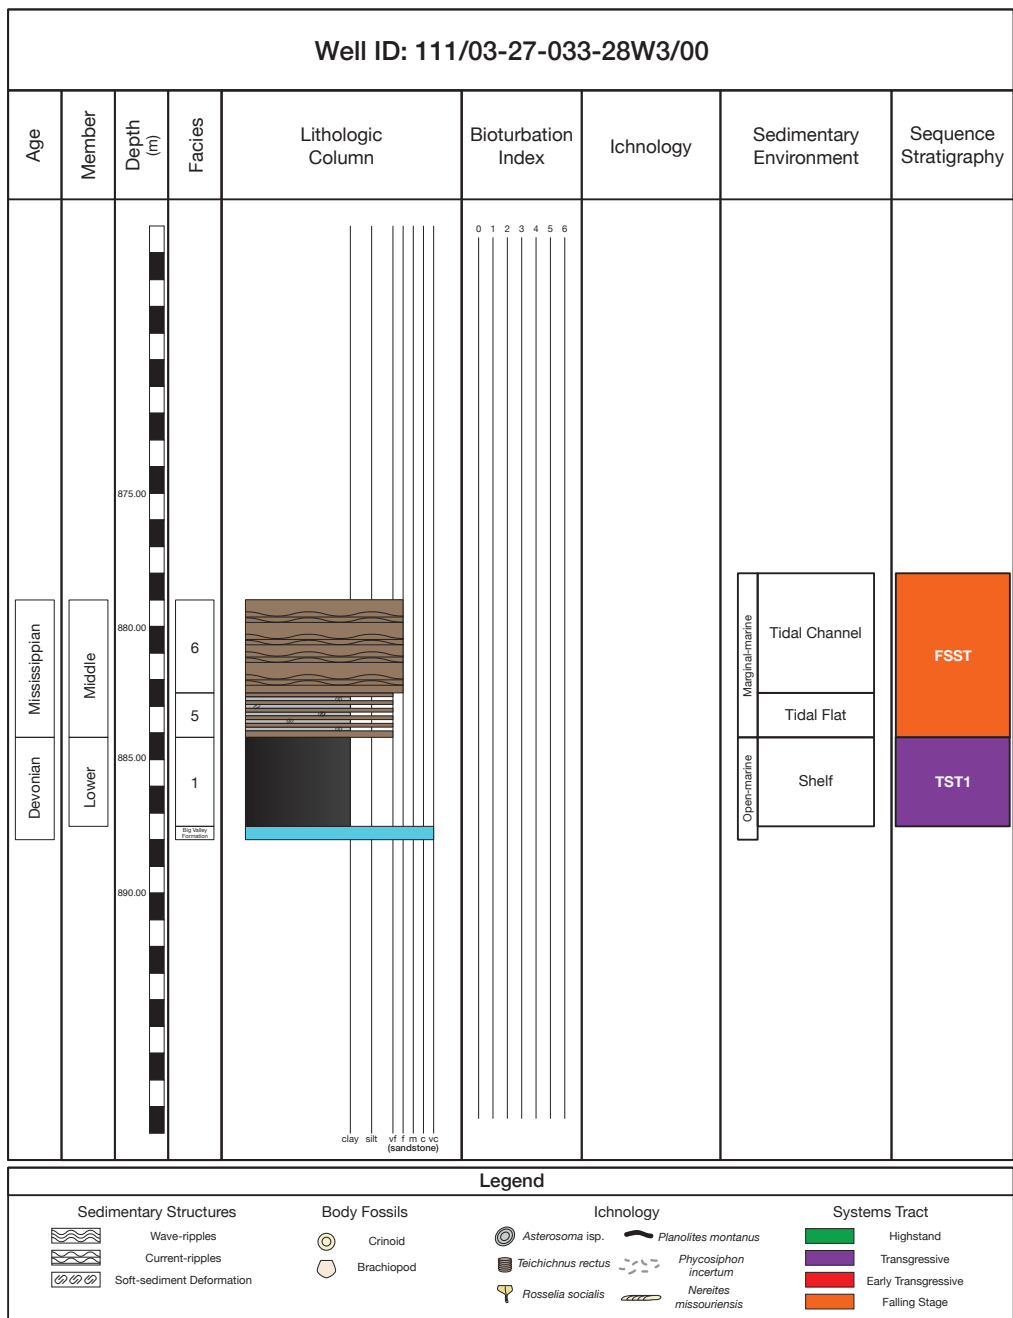 Well ID: 111/03-27-033-28W3/00
Age
Member
Depth
(m)
Facies
Lithologic
Column
Bioturbation
Index
Ichnology
Sedimentary
Environment
Sequence
Stratigraphy
0 1 2 3 4 5 6
875.00
880.00
885.00
890.00
Mississippian
Devonian
Middle
Lower
6
5
1
Big Valley
Formation
Marginal-marine
Open-marine
Tidal Channel
Tidal Flat
Shelf
FSST
TST1
clay silt vf f m c vc
(sandstone)
Legend
Sedimentary Structures
Wave-ripples
Current-ripples
Soft-sediment Deformation
Body Fossils
Crinoid
Brachiopod
Ichnology
Asterosoma isp.
Teichichnus rectus
Rosselia socialis
Planolites montanus
Phycosiphon
incertum
Nereites
missouriensis
Systems Tract
Highstand
Transgressive
Early Transgressive
Falling Stage